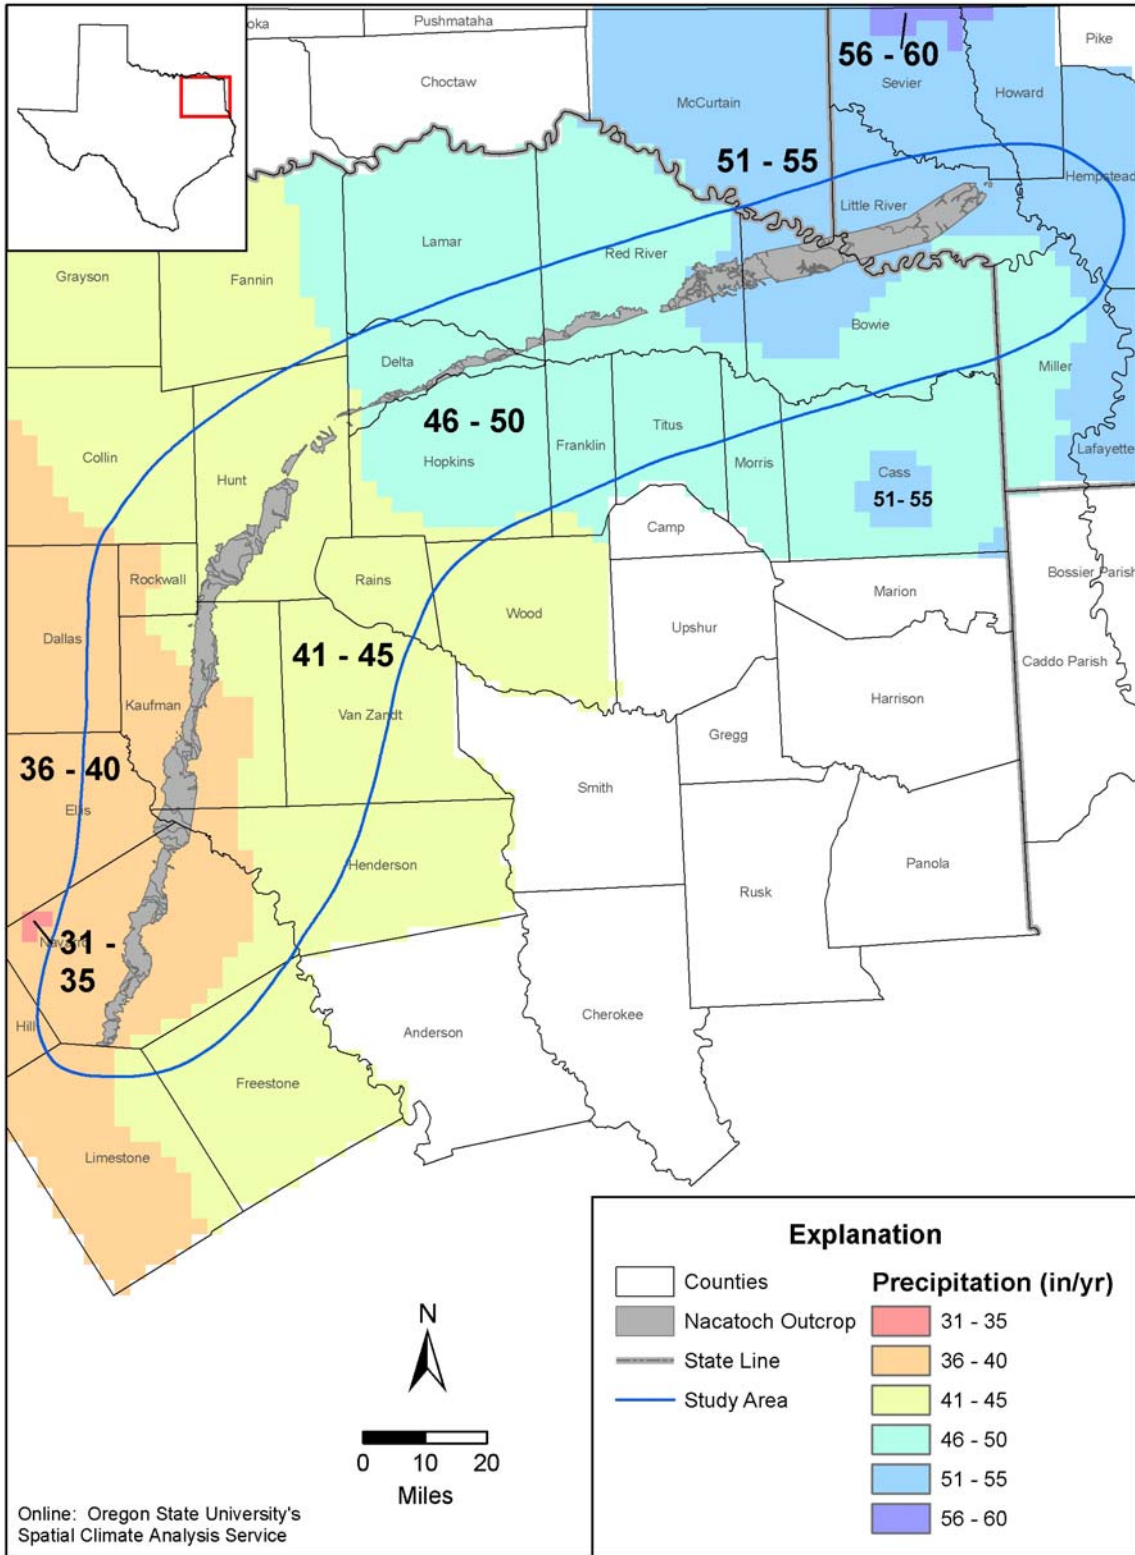 oka
Pushmataha
Choctaw
McCurtain
56 - 60
Sevier
Howard
Pike
51 - 55
Hempstead
Little River
Lamar
Red River
Grayson
Fannin
Bowie
Delta
Miller
46 - 50
Collin
Hunt
Hopkins
Franklin
Titus
Morris
Cass
51- 55
Lafayette
Camp
Rockwall
Rains
Bossier Parish
Marion
Wood
Dallas
41 - 45
Upshur
Caddo Parish
Kaufman
Van Zandt
Harrison
Gregg
36 - 40
Ellis
Smith
Henderson
Panola
Rusk
Navarro
31 -
35
Hill
Anderson
Cherokee
Freestone
Limestone
Explanation
Counties
Nacatoch Outcrop
State Line
Study Area
Precipitation (in/yr)
31 - 35
36 - 40
41 - 45
46 - 50
51 - 55
56 - 60
N
0 10 20
Miles
Online: Oregon State University's
Spatial Climate Analysis Service